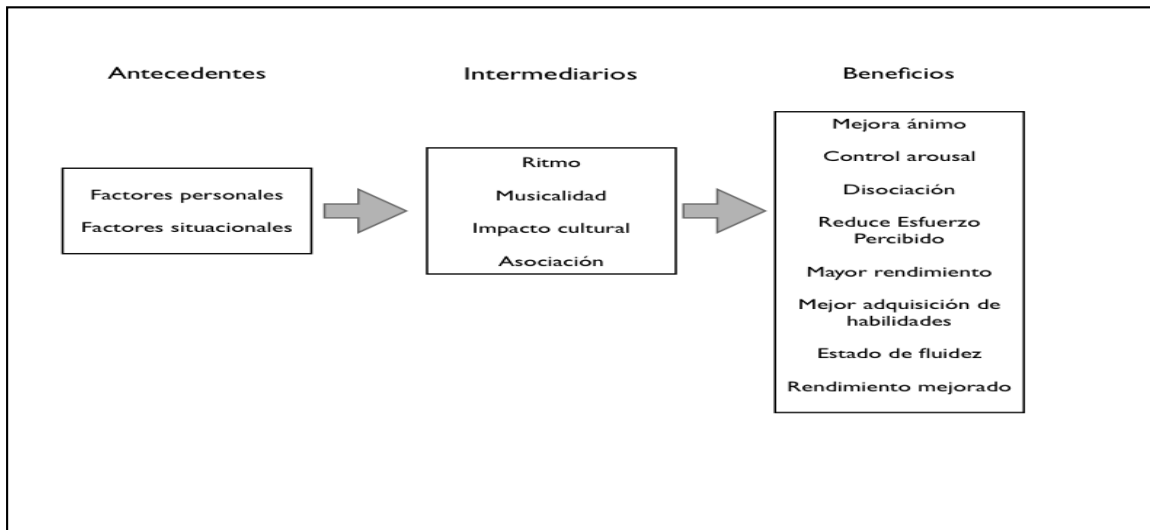 Antecedentes
Factores personales
Factores situacionales
Intermediarios
Ritmo
Musicalidad
Impacto cultural
Asociación
Beneficios
Mejora ánimo
Control arousal
Disociación
Reduce Esfuerzo
Percibido
Mayor rendimiento
Mejor adquisición de
habilidades
Estado de fluidez
Rendimiento mejorado